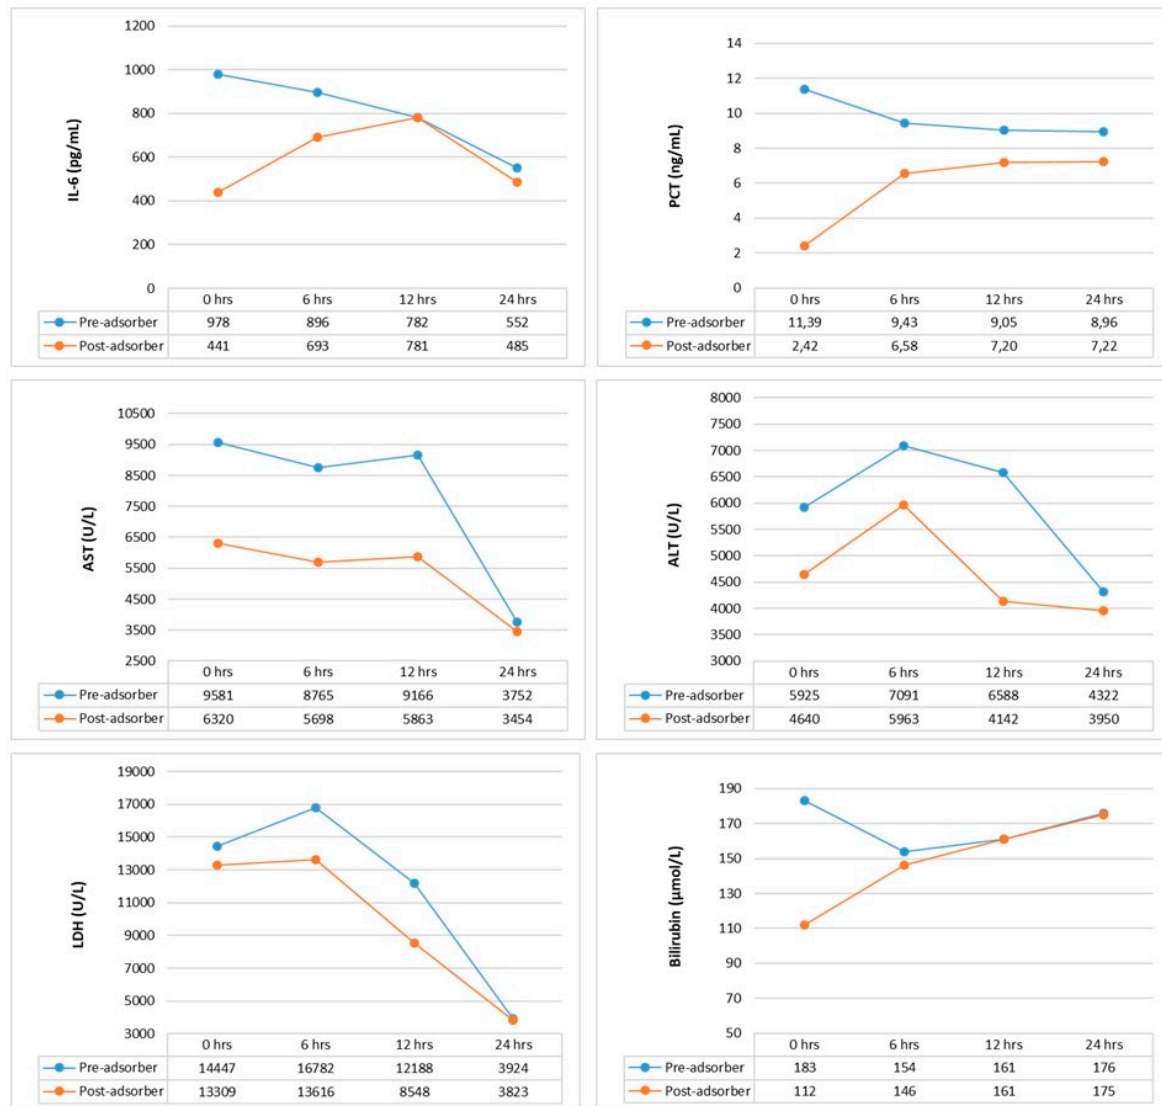 IL-6 (pg/mL)
1200
1000
800
600
400
200
0
0 hrs 6 hrs 12 hrs 24 hrs
Pre-adsorber 978 896 782 552
Post-adsorber 441 693 781 485
PCT (ng/mL)
14
12
10
8
6
4
2
0
0 hrs 6 hrs 12 hrs 24 hrs
Pre-adsorber 11,39 9,43 9,05 8,96
Post-adsorber 2,42 6,58 7,20 7,22
AST (U/L)
10500
9500
8500
7500
6500
5500
4500
3500
2500
0 hrs 6 hrs 12 hrs 24 hrs
Pre-adsorber 9581 8765 9166 3752
Post-adsorber 6320 5698 5863 3454
ALT (U/L)
8000
7500
7000
6500
6000
5500
5000
4500
4000
3500
3000
0 hrs 6 hrs 12 hrs 24 hrs
Pre-adsorber 5925 7091 6588 4322
Post-adsorber 4640 5963 4142 3950
LDH (U/L)
19000
17000
15000
13000
11000
9000
7000
5000
3000
0 hrs 6 hrs 12 hrs 24 hrs
Pre-adsorber 14447 16782 12188 3924
Post-adsorber 13309 13616 8548 3823
Bilirubin (µmol/L)
190
170
150
130
110
90
70
50
0 hrs 6 hrs 12 hrs 24 hrs
Pre-adsorber 183 154 161 176
Post-adsorber 112 146 161 175